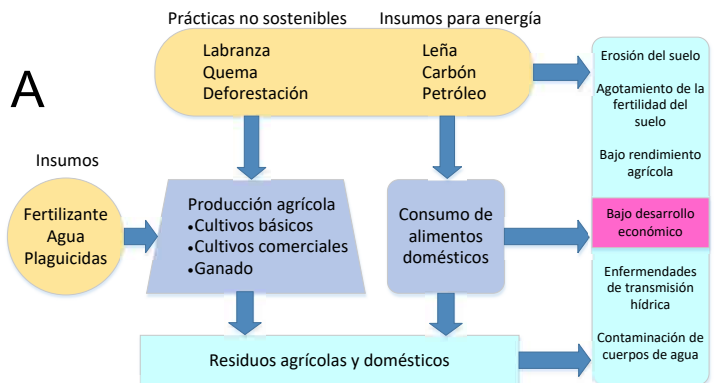 Prácticas no sostenibles
Insumos para energía
A
Labranza
Quema
Deforestación
Leña
Carbón
Petróleo
Insumos
Fertilizante
Agua
Plaguicidas
Producción agrícola
•Cultivos básicos
•Cultivos comerciales
•Ganado
Consumo de
alimentos
domésticos
Residuos agrícolas y domésticos
Erosión del suelo
Agotamiento de la
fertilidad del
suelo
Bajo rendimiento
agrícola
Bajo desarrollo
económico
Enfermendades
de transmisión
hídrica
Contaminación de
cuerpos de agua